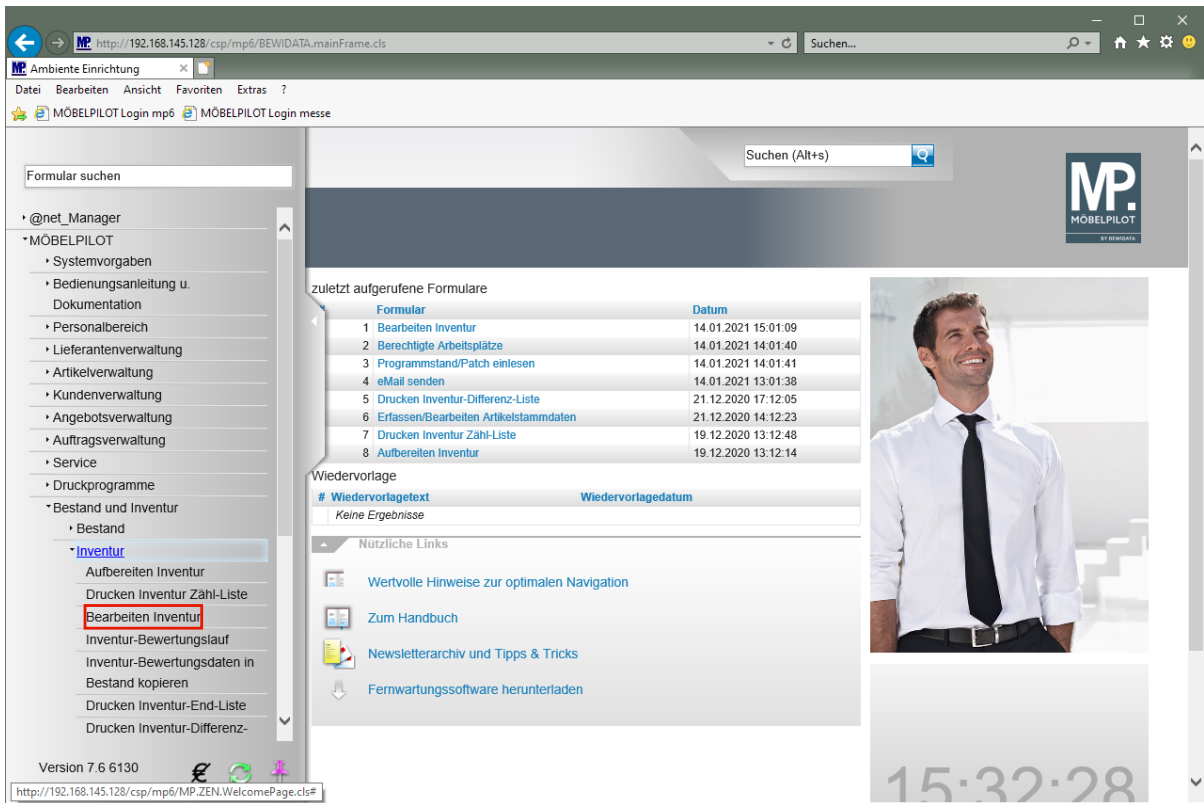 http://192.168.145.128/csp/mp6/BEWIDATA.mainFrame.cls
Suchen...
MP. Ambiente Einrichtung
Datei Bearbeiten Ansicht Favoriten Extras ?
MÖBELPILOT Login mp6 MÖBELPILOT Login messe
Suchen (Alt+s)
MP.
MÖBELPILOT
BY BEWIDATA
Formular suchen
@net_Manager
MÖBELPILOT
Systemvorgaben
Bedienungsanleitung u.
Dokumentation
Personalbereich
Lieferantenverwaltung
Artikelverwaltung
Kundenverwaltung
Angebotsverwaltung
Auftragsverwaltung
Service
Druckprogramme
Bestand und Inventur
Bestand
Inventur
Aufbereiten Inventur
Drucken Inventur Zähl-Liste
Bearbeiten Inventur
Inventur-Bewertungslauf
Inventur-Bewertungsdaten in
Bestand kopieren
Drucken Inventur-End-Liste
Drucken Inventur-Differenz-
Version 7.6 6130
http://192.168.145.128/csp/mp6/MP.ZEN.WelcomePage.cls#
zuletzt aufgerufene Formulare
# Formular Datum
1 Bearbeiten Inventur 14.01.2021 15:01:09
2 Berechtigte Arbeitsplätze 14.01.2021 14:01:40
3 Programmstand/Patch einlesen 14.01.2021 14:01:41
4 eMail senden 14.01.2021 13:01:38
5 Drucken Inventur-Differenz-Liste 21.12.2020 17:12:05
6 Erfassen/Bearbeiten Artikelstammdaten 21.12.2020 14:12:23
7 Drucken Inventur Zähl-Liste 19.12.2020 13:12:48
8 Aufbereiten Inventur 19.12.2020 13:12:14
Wiedervorlage
# Wiedervorlagetext Wiedervorlagedatum
Keine Ergebnisse
Nützliche Links
Wertvolle Hinweise zur optimalen Navigation
Zum Handbuch
Newsletterarchiv und Tipps & Tricks
Fernwartungssoftware herunterladen
15:32:28